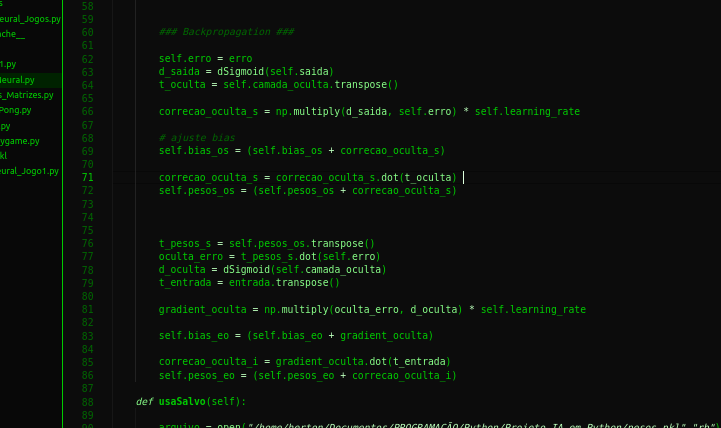 s
eural_Jogos.py
ache__
1.py
Neural.py
s_Matrizes.py
Pong.py
.py
ygame.py
kl
eural_Jogo1.py
58
59
60 ### Backpropagation ###
61
62 self.erro = erro
63 d_saida = dSigmoid(self.saida)
64 t_oculta = self.camada_oculta.transpose()
65
66 correcao_oculta_s = np.multiply(d_saida, self.erro) * self.learning_rate
67
68 # ajuste bias
69 self.bias_os = (self.bias_os + correcao_oculta_s)
70
71 correcao_oculta_s = correcao_oculta_s.dot(t_oculta)
72 self.pesos_os = (self.pesos_os + correcao_oculta_s)
73
74
75
76 t_pesos_s = self.pesos_os.transpose()
77 oculta_erro = t_pesos_s.dot(self.erro)
78 d_oculta = dSigmoid(self.camada_oculta)
79 t_entrada = entrada.transpose()
80
81 gradient_oculta = np.multiply(oculta_erro, d_oculta) * self.learning_rate
82
83 self.bias_eo = (self.bias_eo + gradient_oculta)
84
85 correcao_oculta_i = gradient_oculta.dot(t_entrada)
86 self.pesos_eo = (self.pesos_eo + correcao_oculta_i)
87
88 def usaSalvo(self):
89
90 arquivo = open("/home/herton/Documentos/PROGRAMAÇÃO/Python/Projeto IA em Python/pesos.pkl","rb")